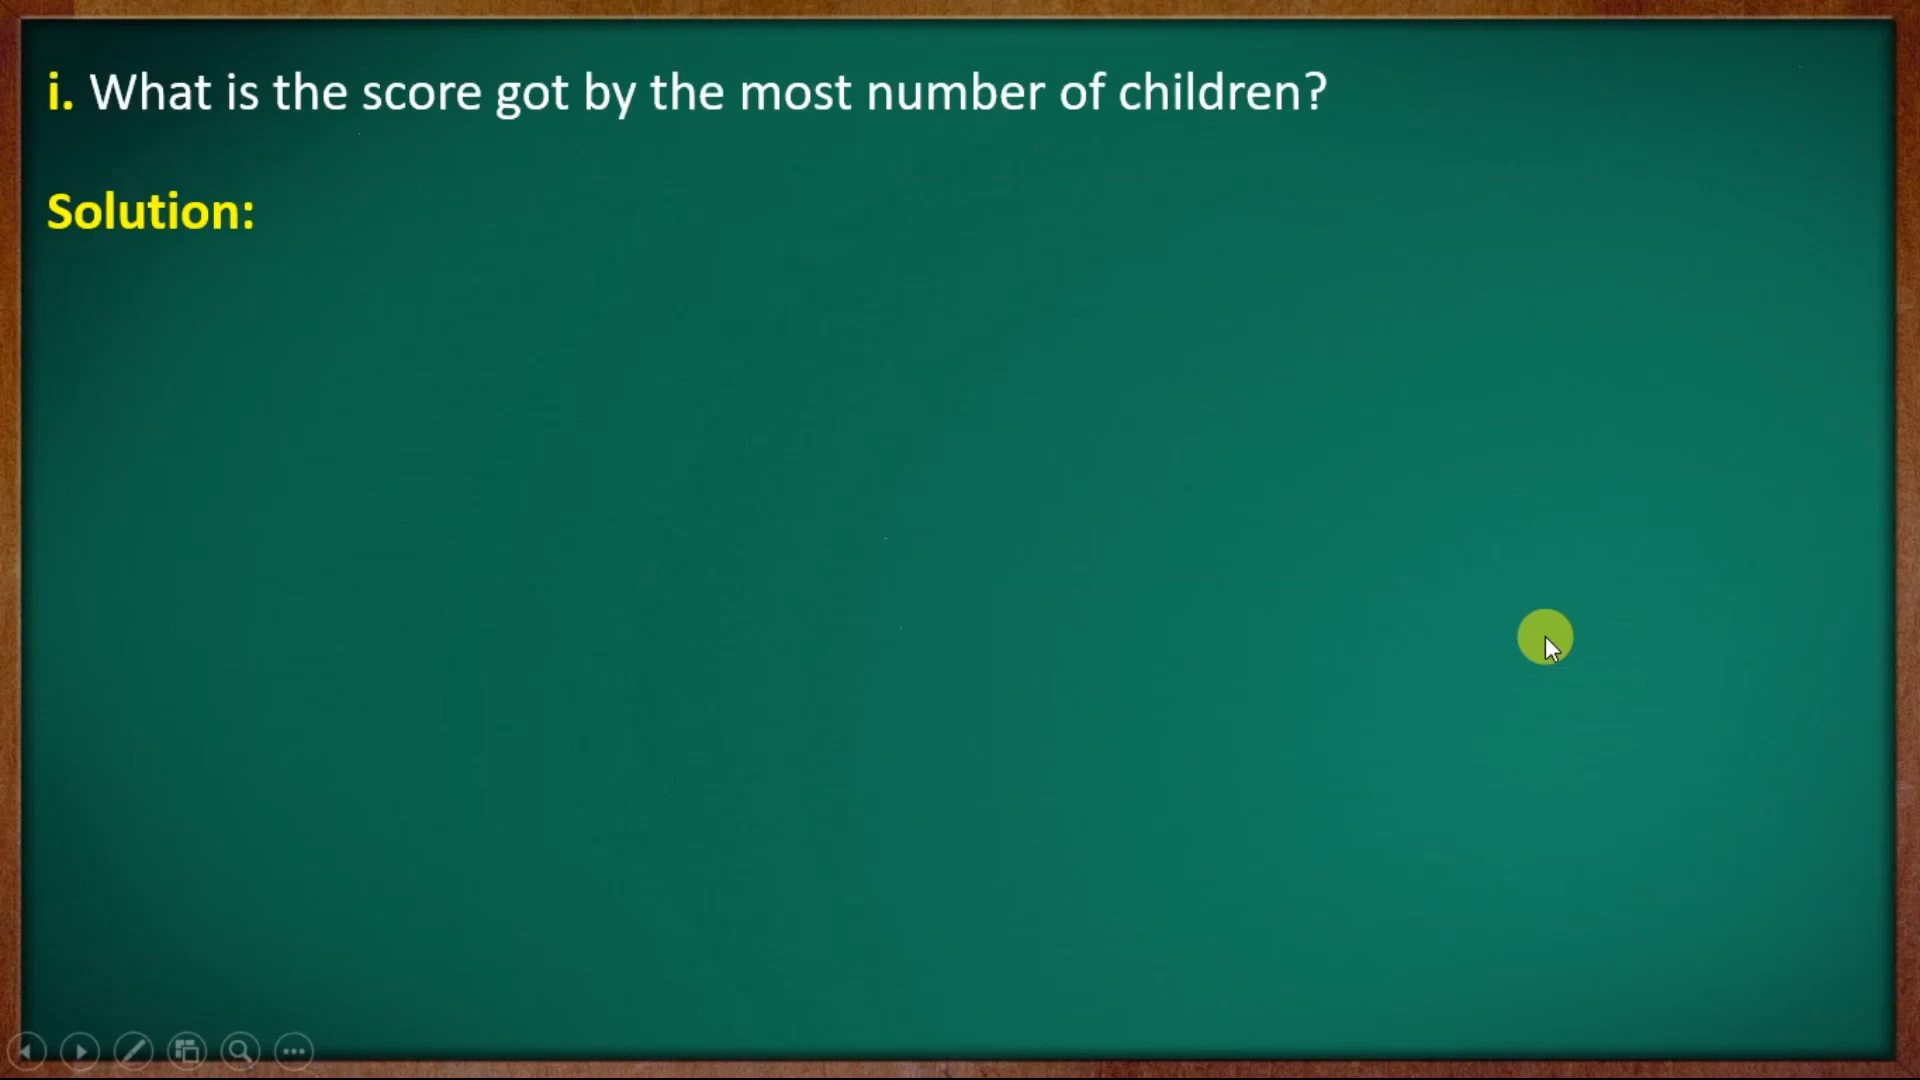 i. What is the score got by the most number of children?
Solution: